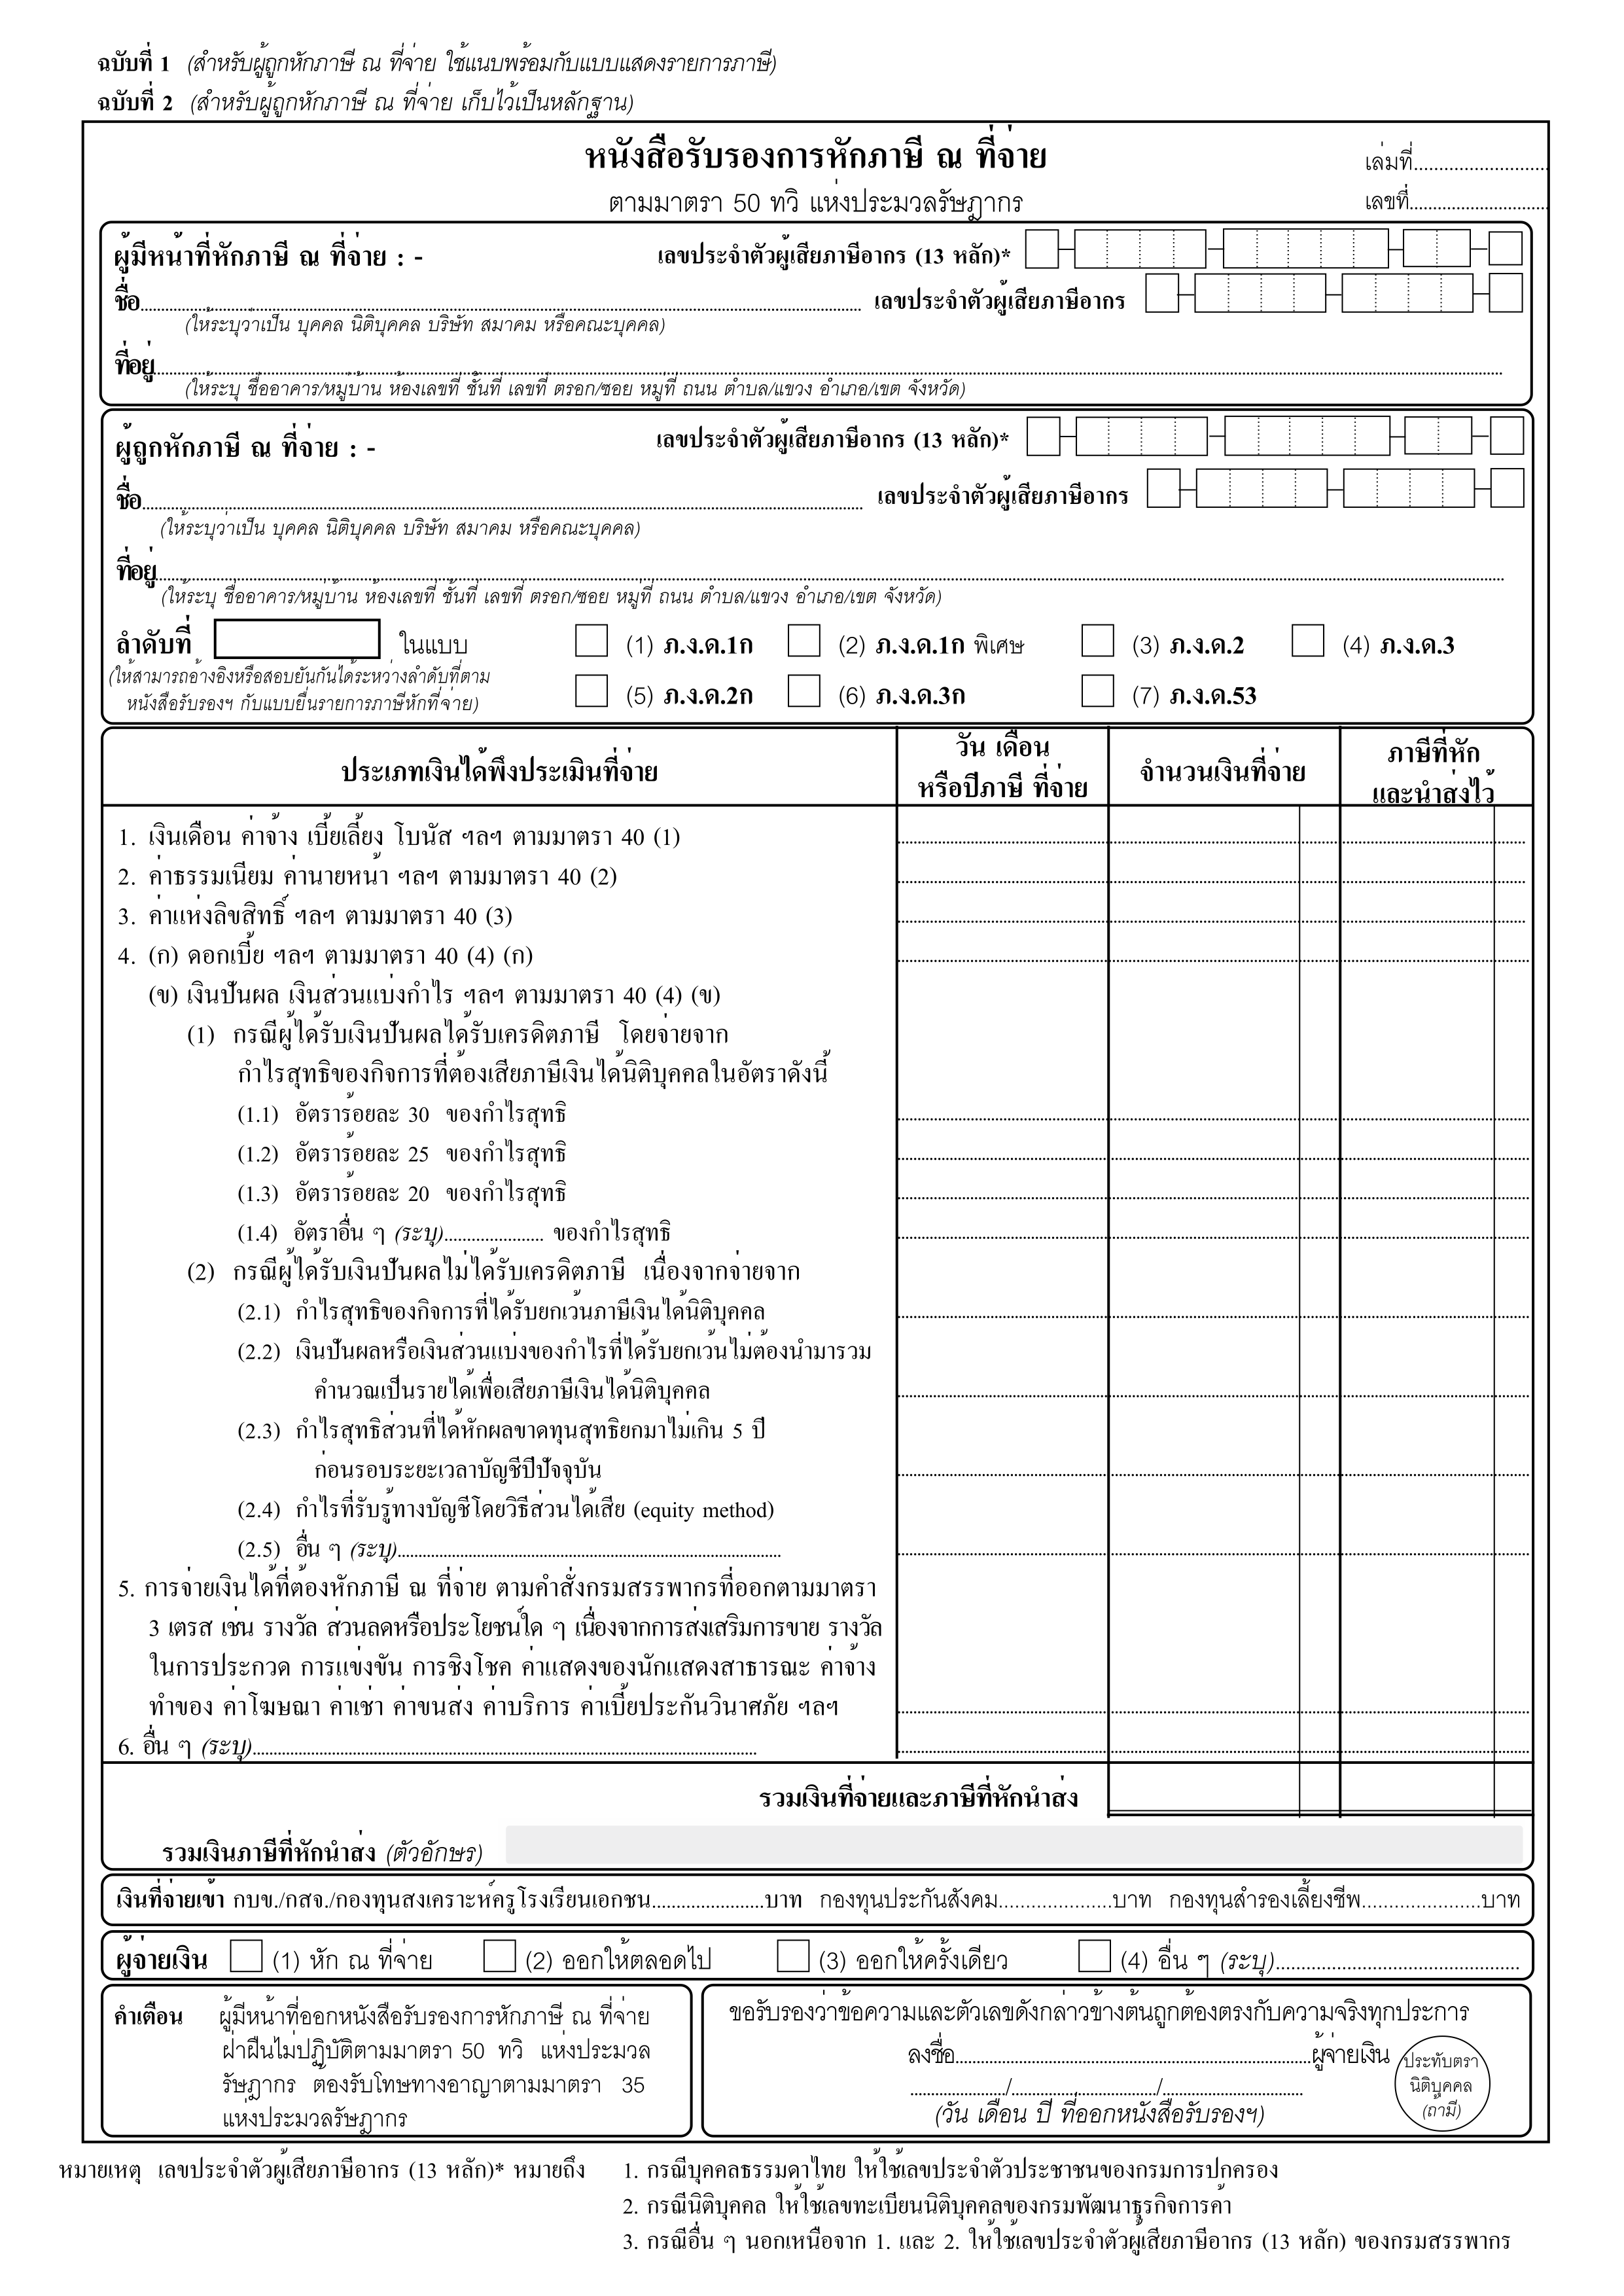 ฉบับที่ 1 (สำหรับผู้ถูกหักภาษี ณ ที่จ่าย ใช้แนบพร้อมกับแบบแสดงรายการภาษี)
ฉบับที่ 2 (สำหรับผู้ถูกหักภาษี ณ ที่จ่าย เก็บไว้เป็นหลักฐาน)
หนังสือรับรองการหักภาษี ณ ที่จ่าย
เล่มที่
ตามมาตรา 50 ทวิ แห่งประมวลรัษฎากร
เลขที่
ผู้มีหน้าที่หักภาษี ณ ที่จ่าย : - เลขประจำตัวผู้เสียภาษีอากร (13 หลัก)*
ชื่อ เลขประจำตัวผู้เสียภาษีอากร
(ให้ระบุว่าเป็น บุคคล นิติบุคคล บริษัท สมาคม หรือคณะบุคคล)
ที่อยู่
(ให้ระบุ ชื่ออาคาร/หมู่บ้าน ห้องเลขที่ ชั้นที่ เลขที่ ตรอก/ซอย หมู่ที่ ถนน ตำบล/แขวง อำเภอ/เขต จังหวัด)
ผู้ถูกหักภาษี ณ ที่จ่าย : - เลขประจำตัวผู้เสียภาษีอากร (13 หลัก)*
ชื่อ เลขประจำตัวผู้เสียภาษีอากร
(ให้ระบุว่าเป็น บุคคล นิติบุคคล บริษัท สมาคม หรือคณะบุคคล)
ที่อยู่
(ให้ระบุ ชื่ออาคาร/หมู่บ้าน ห้องเลขที่ ชั้นที่ เลขที่ ตรอก/ซอย หมู่ที่ ถนน ตำบล/แขวง อำเภอ/เขต จังหวัด)
ลำดับที่ ในแบบ (1) ภ.ง.ด.1ก (2) ภ.ง.ด.1ก พิเศษ (3) ภ.ง.ด.2 (4) ภ.ง.ด.3
(ให้สามารถอ้างอิงหรือสอบยันกันได้ระหว่างลำดับที่ตาม
หนังสือรับรองฯ กับแบบยื่นรายการภาษีหักที่จ่าย) (5) ภ.ง.ด.2ก (6) ภ.ง.ด.3ก (7) ภ.ง.ด.53
ประเภทเงินได้พึงประเมินที่จ่าย
วัน เดือน
หรือปีภาษี ที่จ่าย
จำนวนเงินที่จ่าย
ภาษีที่หัก
และนำส่งไว้
1. เงินเดือน ค่าจ้าง เบี้ยเลี้ยง โบนัส ฯลฯ ตามมาตรา 40 (1)
2. ค่าธรรมเนียม ค่านายหน้า ฯลฯ ตามมาตรา 40 (2)
3. ค่าแห่งลิขสิทธิ์ ฯลฯ ตามมาตรา 40 (3)
4. (ก) ดอกเบี้ย ฯลฯ ตามมาตรา 40 (4) (ก)
(ข) เงินปันผล เงินส่วนแบ่งกำไร ฯลฯ ตามมาตรา 40 (4) (ข)
(1) กรณีผู้ได้รับเงินปันผลได้รับเครดิตภาษี โดยจ่ายจาก
กำไรสุทธิของกิจการที่ต้องเสียภาษีเงินได้นิติบุคคลในอัตราดังนี้
(1.1) อัตราร้อยละ 30 ของกำไรสุทธิ
(1.2) อัตราร้อยละ 25 ของกำไรสุทธิ
(1.3) อัตราร้อยละ 20 ของกำไรสุทธิ
(1.4) อัตราอื่น ๆ (ระบุ)...................... ของกำไรสุทธิ
(2) กรณีผู้ได้รับเงินปันผลไม่ได้รับเครดิตภาษี เนื่องจากจ่ายจาก
(2.1) กำไรสุทธิของกิจการที่ได้รับยกเว้นภาษีเงินได้นิติบุคคล
(2.2) เงินปันผลหรือเงินส่วนแบ่งของกำไรที่ได้รับยกเว้นไม่ต้องนำมารวม
คำนวณเป็นรายได้เพื่อเสียภาษีเงินได้นิติบุคคล
(2.3) กำไรสุทธิส่วนที่ได้หักผลขาดทุนสุทธิยกมาไม่เกิน 5 ปี
ก่อนรอบระยะเวลาบัญชีปีปัจจุบัน
(2.4) กำไรที่รับรู้ทางบัญชีโดยวิธีส่วนได้เสีย (equity method)
(2.5) อื่น ๆ (ระบุ)
5. การจ่ายเงินได้ที่ต้องหักภาษี ณ ที่จ่าย ตามคำสั่งกรมสรรพากรที่ออกตามมาตรา
3 เตรส เช่น รางวัล ส่วนลดหรือประโยชน์ใด ๆ เนื่องจากการส่งเสริมการขาย รางวัล
ในการประกวด การแข่งขัน การชิงโชค ค่าแสดงของนักแสดงสาธารณะ ค่าจ้าง
ทำของ ค่าโฆษณา ค่าเช่า ค่าขนส่ง ค่าบริการ ค่าเบี้ยประกันวินาศภัย ฯลฯ
6. อื่น ๆ (ระบุ)
รวมเงินที่จ่ายและภาษีที่หักนำส่ง
รวมเงินภาษีที่หักนำส่ง (ตัวอักษร)
เงินที่จ่ายเข้า กบข./กสจ./กองทุนสงเคราะห์ครูโรงเรียนเอกชน......................บาท กองทุนประกันสังคม......................บาท กองทุนสำรองเลี้ยงชีพ......................บาท
ผู้จ่ายเงิน (1) หัก ณ ที่จ่าย (2) ออกให้ตลอดไป (3) ออกให้ครั้งเดียว (4) อื่น ๆ (ระบุ)
คำเตือน ผู้มีหน้าที่ออกหนังสือรับรองการหักภาษี ณ ที่จ่าย
ฝ่าฝืนไม่ปฏิบัติตามมาตรา 50 ทวิ แห่งประมวล
รัษฎากร ต้องรับโทษทางอาญาตามมาตรา 35
แห่งประมวลรัษฎากร
ขอรับรองว่าข้อความและตัวเลขดังกล่าวข้างต้นถูกต้องตรงกับความจริงทุกประการ
ลงชื่อ......................ผู้จ่ายเงิน
................/................/................
(วัน เดือน ปี ที่ออกหนังสือรับรองฯ)
ประทับตรา
นิติบุคคล
(ถ้ามี)
หมายเหตุ เลขประจำตัวผู้เสียภาษีอากร (13 หลัก)* หมายถึง 1. กรณีบุคคลธรรมดาไทย ให้ใช้เลขประจำตัวประชาชนของกรมการปกครอง
2. กรณีนิติบุคคล ให้ใช้เลขทะเบียนนิติบุคคลของกรมพัฒนาธุรกิจการค้า
3. กรณีอื่น ๆ นอกเหนือจาก 1. และ 2. ให้ใช้เลขประจำตัวผู้เสียภาษีอากร (13 หลัก) ของกรมสรรพากร